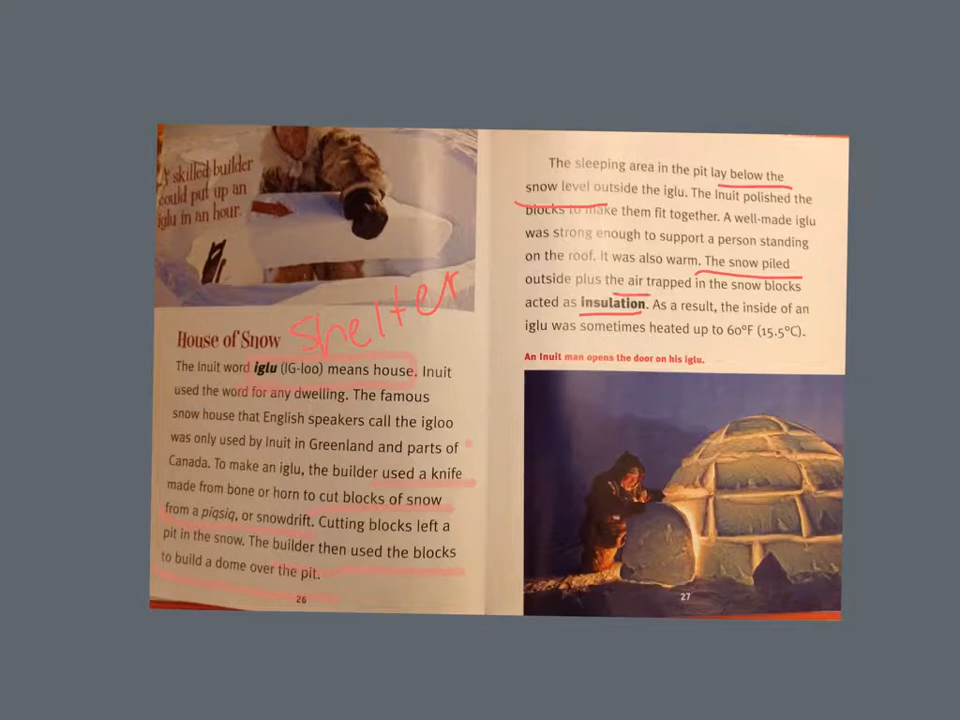 A skilled builder
could put up an
iglu in an hour.
Shelter
House of Snow
The Inuit word iglu (IG-loo) means house. Inuit
used the word for any dwelling. The famous
snow house that English speakers call the igloo
was only used by Inuit in Greenland and parts of
Canada. To make an iglu, the builder used a knife
made from bone or horn to cut blocks of snow
from a piqsiq, or snowdrift. Cutting blocks left a
pit in the snow. The builder then used the blocks
to build a dome over the pit.
26
The sleeping area in the pit lay below the
snow level outside the iglu. The Inuit polished the
blocks to make them fit together. A well-made iglu
was strong enough to support a person standing
on the roof. It was also warm. The snow piled
outside plus the air trapped in the snow blocks
acted as insulation. As a result, the inside of an
iglu was sometimes heated up to 60°F (15.5°C).
An Inuit man opens the door on his iglu.
27